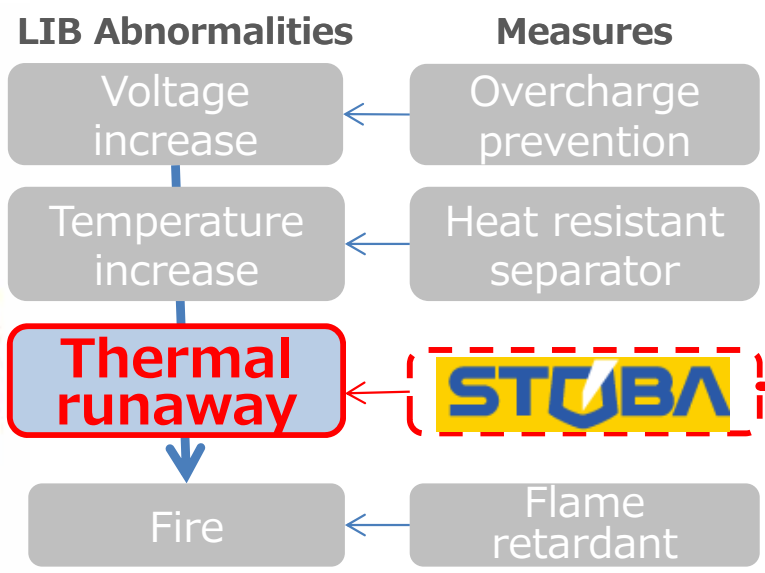 LIB Abnormalities
Measures
Voltage
increase
Overcharge
prevention
Temperature
increase
Heat resistant
separator
Thermal
runaway
STOBA
Fire
Flame
retardant